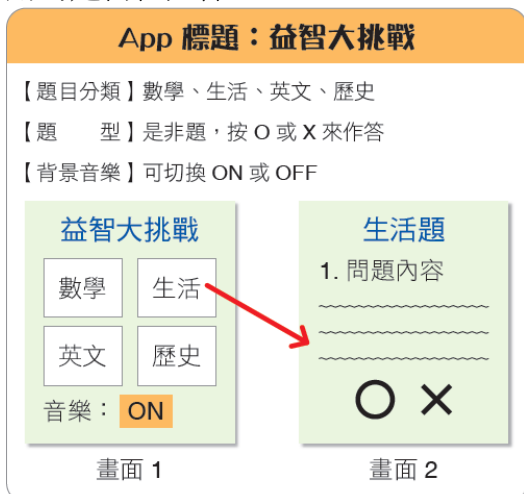 App 標題：益智大挑戰
【題目分類】數學、生活、英文、歷史
【題　　型】是非題，按 O 或 X 來作答
【背景音樂】可切換 ON 或 OFF
益智大挑戰
數學 生活
英文 歷史
音樂： ON
畫面 1
生活題
1. 問題內容
O X
畫面 2